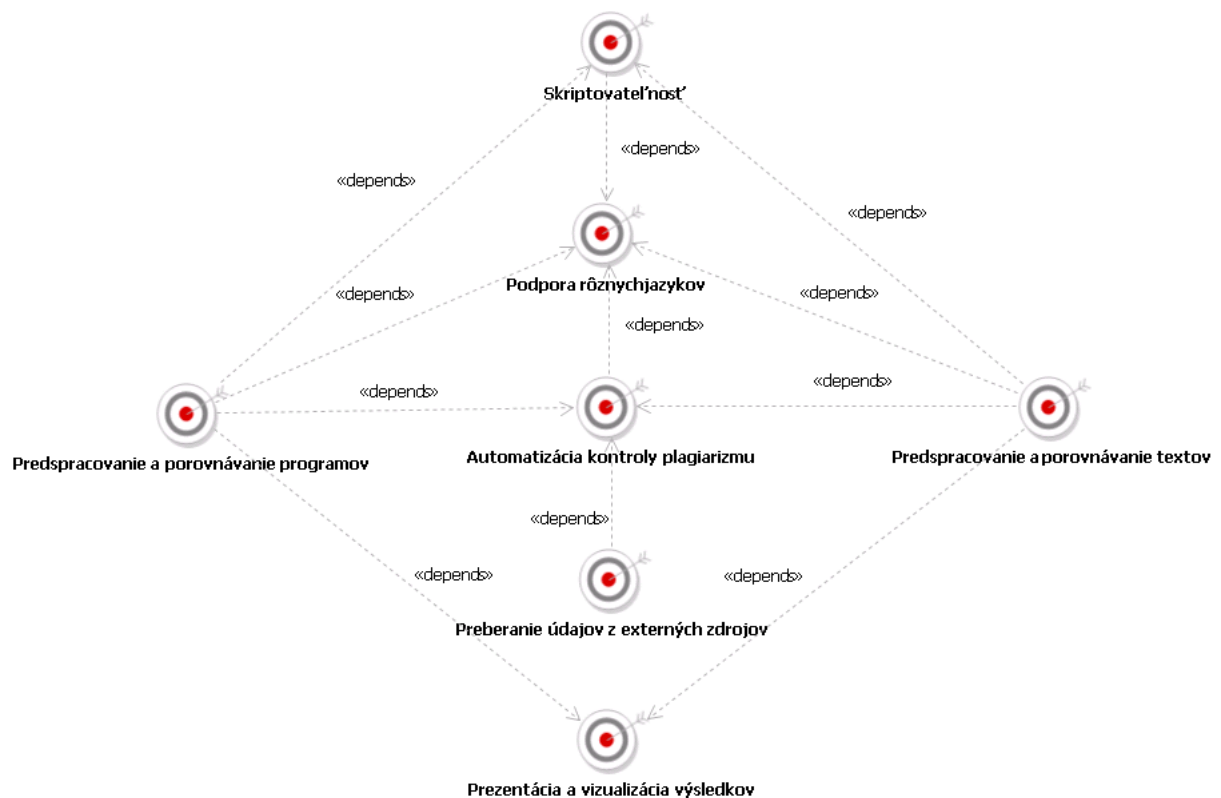 Skriptovateľnosť
«depends»
«depends»
«depends»
Podpora rôznychjazykov
«depends»
«depends»
«depends»
«depends»
«depends»
Predspracovanie a porovnávanie programov
Automatizácia kontroly plagiarizmu
Predspracovanie a porovnávanie textov
«depends»
«depends»
«depends»
Preberanie údajov z externých zdrojov
Prezentácia a vizualizácia výsledkov